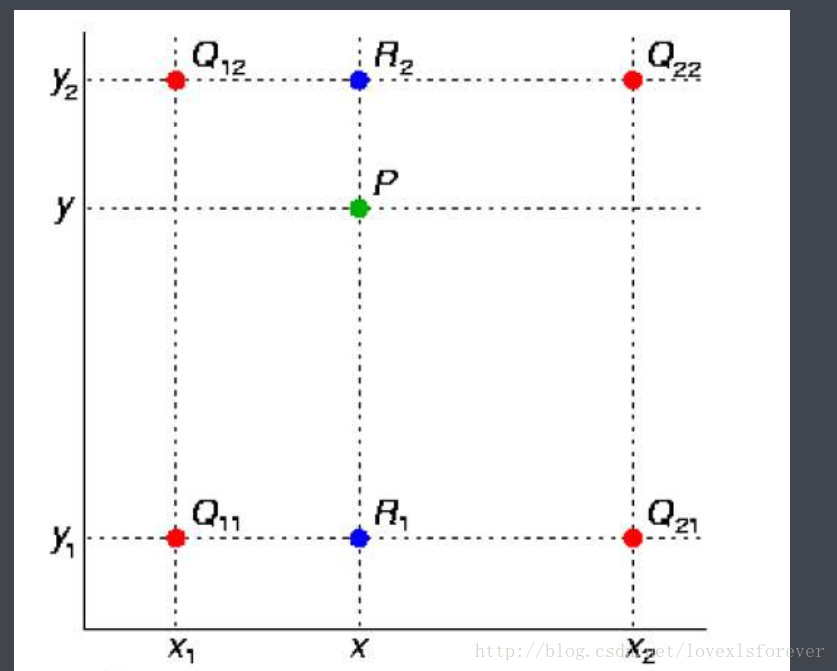 Q12 R2 Q22
y2
P
y
Q11 R1 Q21
y1
x1 x x2
http://blog.csdn.net/lovexlsforever